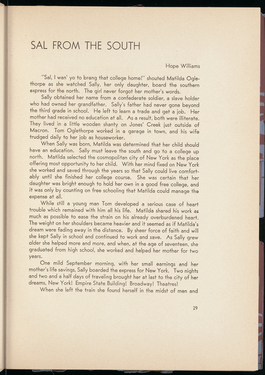 SAL FROM THE SOUTH
Hope Williams
"Sal, I wan' yo to breng that college home!" shouted Matilda Ogle-
thorpe as she watched Sally, her only daughter, board the southern
express for the north. The girl never forgot her mother's words.
Sally obtained her name from a confederate soldier, a slave holder
who had owned her grandfather. Sally's father had never gone beyond
the third grade in school. He left to learn a trade and get a job. Her
mother had received no education at all. As a result, both were illiterate.
They lived in a little wooden shanty on Jones' Creek just outside of
Macron. Tom Oglethorpe worked in a garage in town, and his wife
trudged daily to her job as housekeeper.
When Sally was born, Matilda was determined that her child should
have an education. Sally must leave the south and go to a college up
north. Matilda selected the cosmopolitan city of New York as the place
offering most opportunity to her child. With her mind fixed on New York
she worked and saved through the years so that Sally could live comfort-
ably until she finished her college course. She was certain that her
daughter was bright enough to hold her own in a good free college, and
it was only by counting on free schooling that Matilda could manage the
expense at all.
While still a young man Tom developed a serious case of heart
trouble which remained with him all his life. Matilda shared his work as
much as possible to ease the strain on his already overburdened heart.
The weight on her shoulders became heavier and it seemed as if Matilda's
dream were fading away in the distance. By sheer force of faith and will
she kept Sally in school and continued to work and save. As Sally grew
older she helped more and more, and when, at the age of seventeen, she
graduated from high school, she worked and helped her mother for two
years.
One mild September morning, with her small earnings and her
mother's life savings, Sally boarded the express for New York. Two nights
and two and a half days of traveling brought her at last to the city of her
dreams, New York! Empire State Building! Broadway! Theatres!
When she left the train she found herself in the midst of men and
29